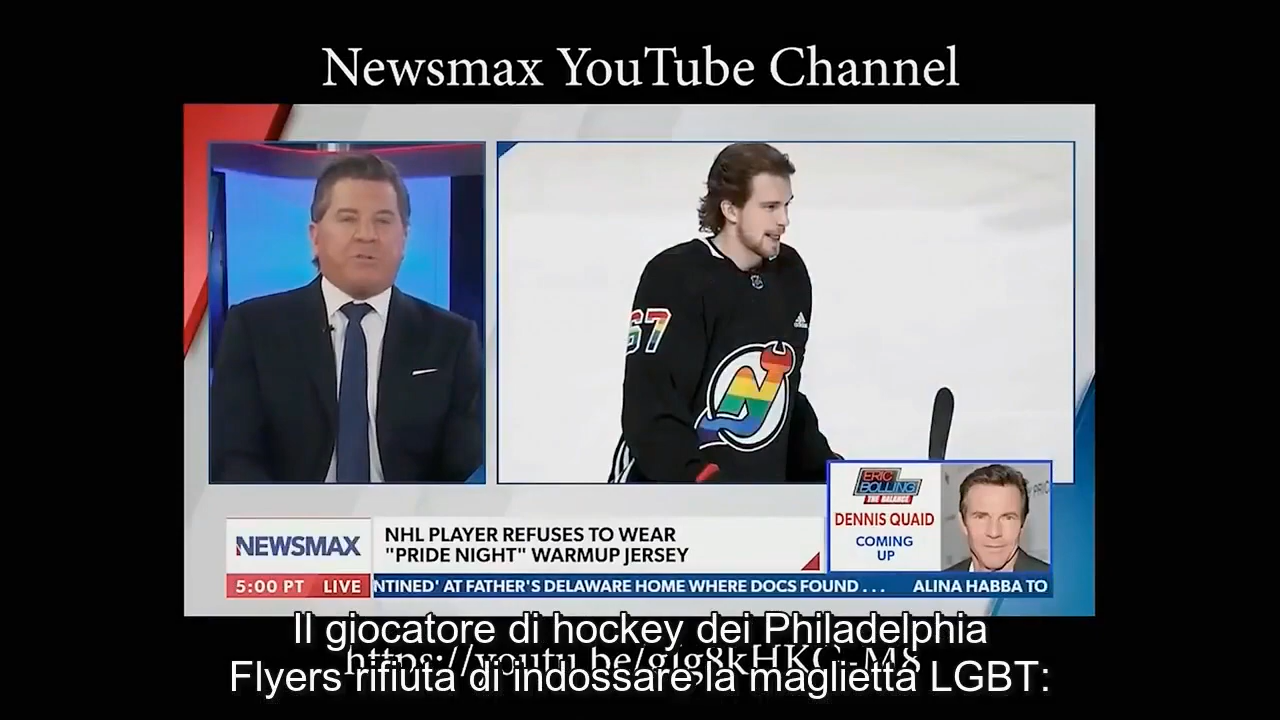 Newsmax YouTube Channel
67
ERIC
BOLLING
THE BALANCE
DENNIS QUAID
COMING
UP
NEWSMAX
NHL PLAYER REFUSES TO WEAR
"PRIDE NIGHT" WARMUP JERSEY
5:00 PT LIVE
NTINED' AT FATHER'S DELAWARE HOME WHERE DOCS FOUND . . . ALINA HABBA TO
Il giocatore di hockey dei Philadelphia
Flyers rifiuta di indossare la maglietta LGBT: